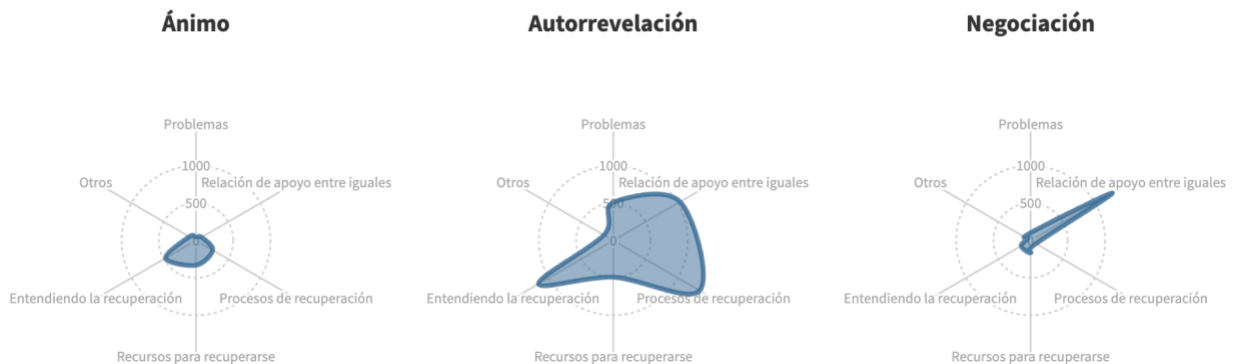 Ánimo
Autorrevelación
Negociación
Problemas
Problemas
Problemas
1000
1000
1000
Otros
Relación de apoyo entre iguales
Otros
Relación de apoyo entre iguales
Otros
Relación de apoyo entre iguales
500
500
500
0
0
0
Entendiendo la recuperación
Procesos de recuperación
Entendiendo la recuperación
Procesos de recuperación
Entendiendo la recuperación
Procesos de recuperación
Recursos para recuperarse
Recursos para recuperarse
Recursos para recuperarse